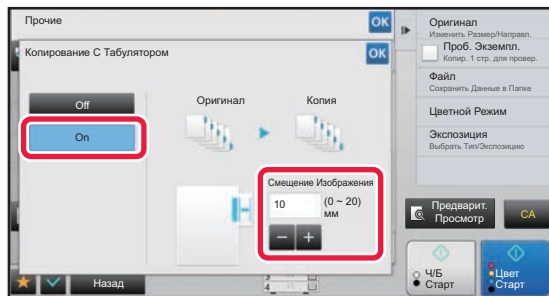 Прочие
OK
Копирование С Табулятором
OK
Off
On
Оригинал
Копия
Смещение Изображения
10
(0 ~ 20)
мм
Назад
Оригинал
Изменить Размер/Направл.
Проб. Экземпл.
Копир. 1 стр. для провер.
Файл
Сохранить Данные в Папке
Цветной Режим
Экспозиция
Выбрать Тип/Экспозицию
Предварит.
Просмотр
CA
Ч/Б
Старт
Цвет
Старт